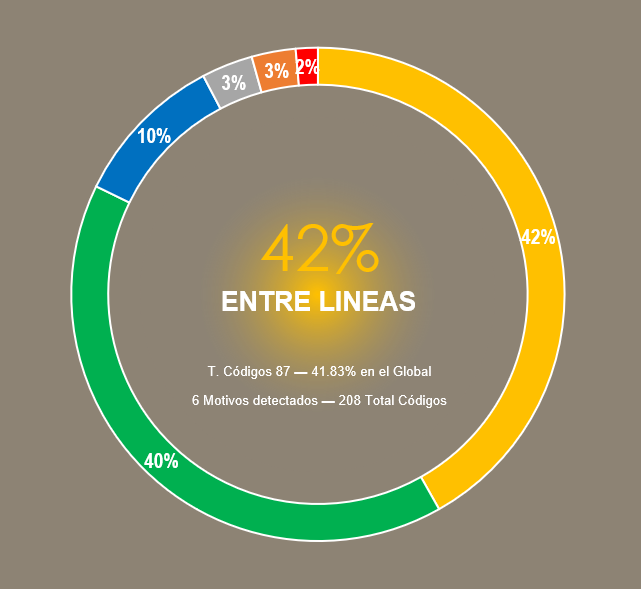 3%
3%
2%
10%
42%
42%
ENTRE LINEAS
T. Códigos 87 — 41.83% en el Global
6 Motivos detectados — 208 Total Códigos
40%